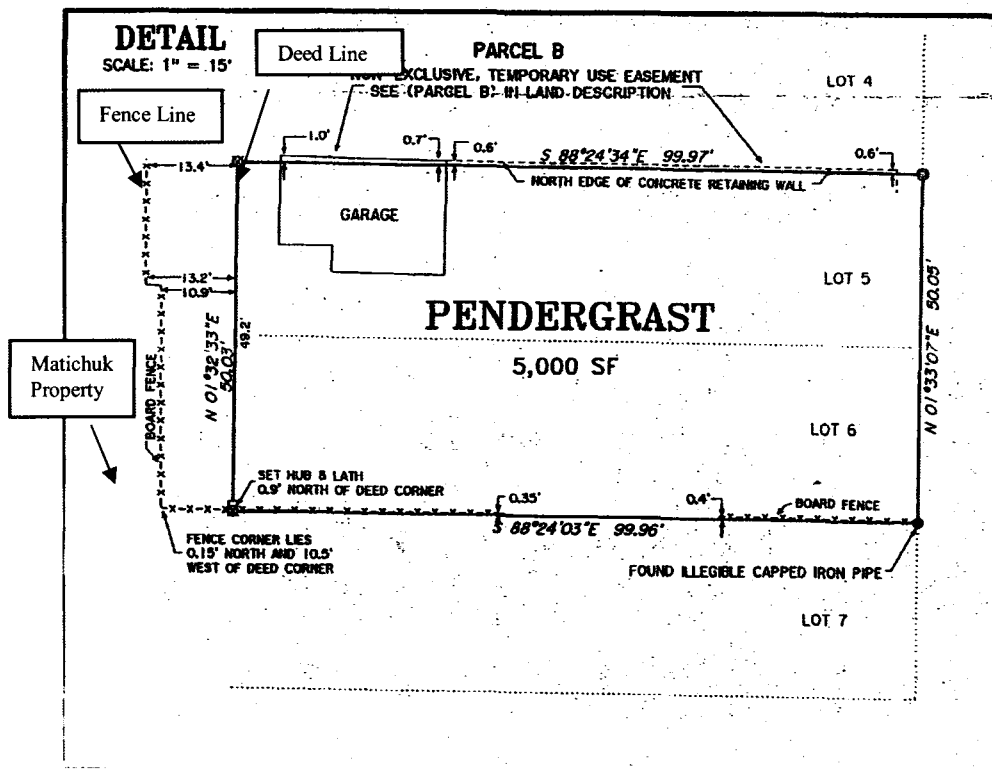 DETAIL
SCALE: 1" = 15'
Deed Line
PARCEL B
EXCLUSIVE, TEMPORARY USE EASEMENT
SEE (PARCEL B) IN LAND DESCRIPTION
LOT 4
Fence Line
1.0'
0.7'
0.6'
S 88°24'34"E 99.97'
0.6'
13.4'
NORTH EDGE OF CONCRETE RETAINING WALL
GARAGE
13.2'
10.9'
LOT 5
N 01°32'33"E
50.03'
49.2'
PENDERGRAST
5,000 SF
N 01°33'07"E 50.05'
Matichuk
Property
BOARD FENCE
LOT 6
SET HUB & LATH
0.9' NORTH OF DEED CORNER
0.35'
0.4'
BOARD FENCE
S 88°24'03"E 99.96'
FENCE CORNER LIES
0.15' NORTH AND 10.5'
WEST OF DEED CORNER
FOUND ILLEGIBLE CAPPED IRON PIPE
LOT 7